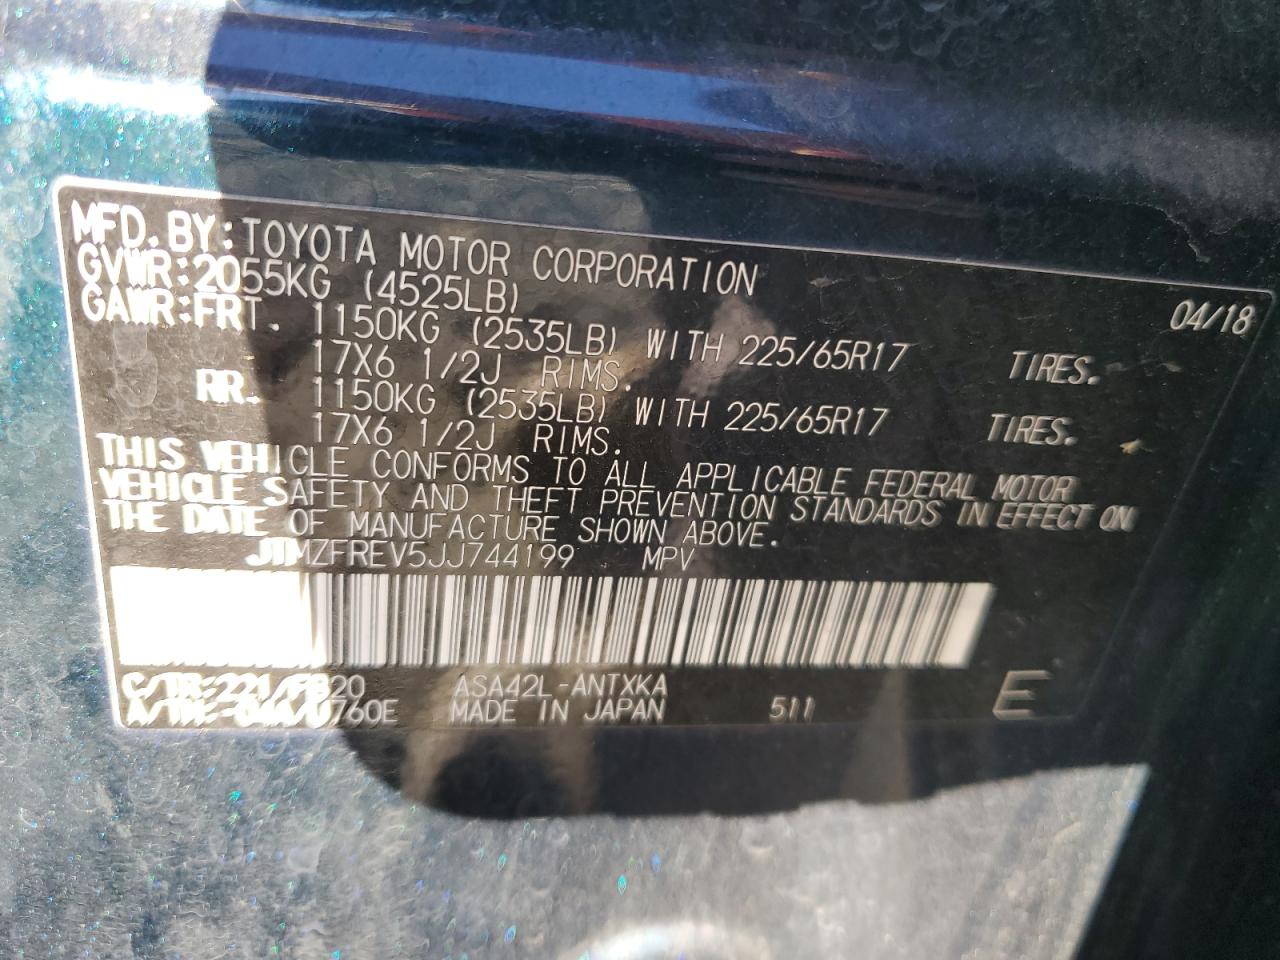 MFD.BY:TOYOTA MOTOR CORPORATION 04/18
GVWR:2055KG (4525LB)
GAWR:FRT. 1150KG (2535LB) WITH 225/65R17 TIRES.
17X6 1/2J RIMS.
RR. 1150KG (2535LB) WITH 225/65R17 TIRES.
17X6 1/2J RIMS.
THIS VEHICLE CONFORMS TO ALL APPLICABLE FEDERAL MOTOR
VEHICLE SAFETY AND THEFT PREVENTION STANDARDS IN EFFECT ON
THE DATE OF MANUFACTURE SHOWN ABOVE.
JTMZFREV5JJ744199 MPV
C/TR:221/FB20 ASA42L-ANTXKA
MADE IN JAPAN 511 E